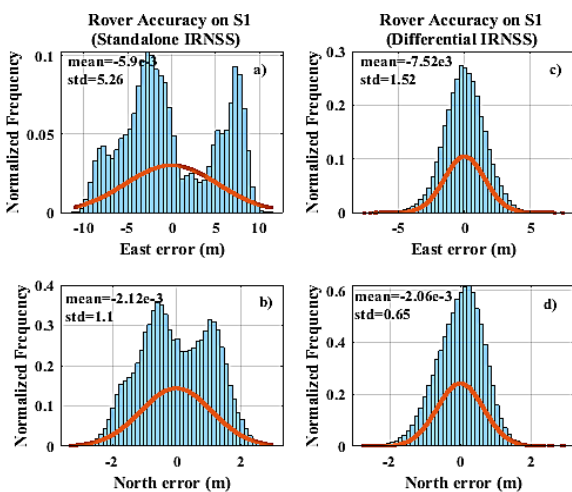 Rover Accuracy on S1
(Standalone IRNSS)
mean=-5.9e-3
std=5.26
a)
Normalized Frequency
0.1
0.05
0
-10 -5 0 5 10
East error (m)
Rover Accuracy on S1
(Differential IRNSS)
mean=-7.52e3
std=1.52
c)
Normalized Frequency
0.3
0.2
0.1
0
-5 0 5
East error (m)
mean=-2.12e-3
std=1.1
b)
Normalized Frequency
0.4
0.3
0.2
0.1
0
-2 0 2
North error (m)
mean=-2.06e-3
std=0.65
d)
Normalized Frequency
0.6
0.4
0.2
0
-2 0 2
North error (m)